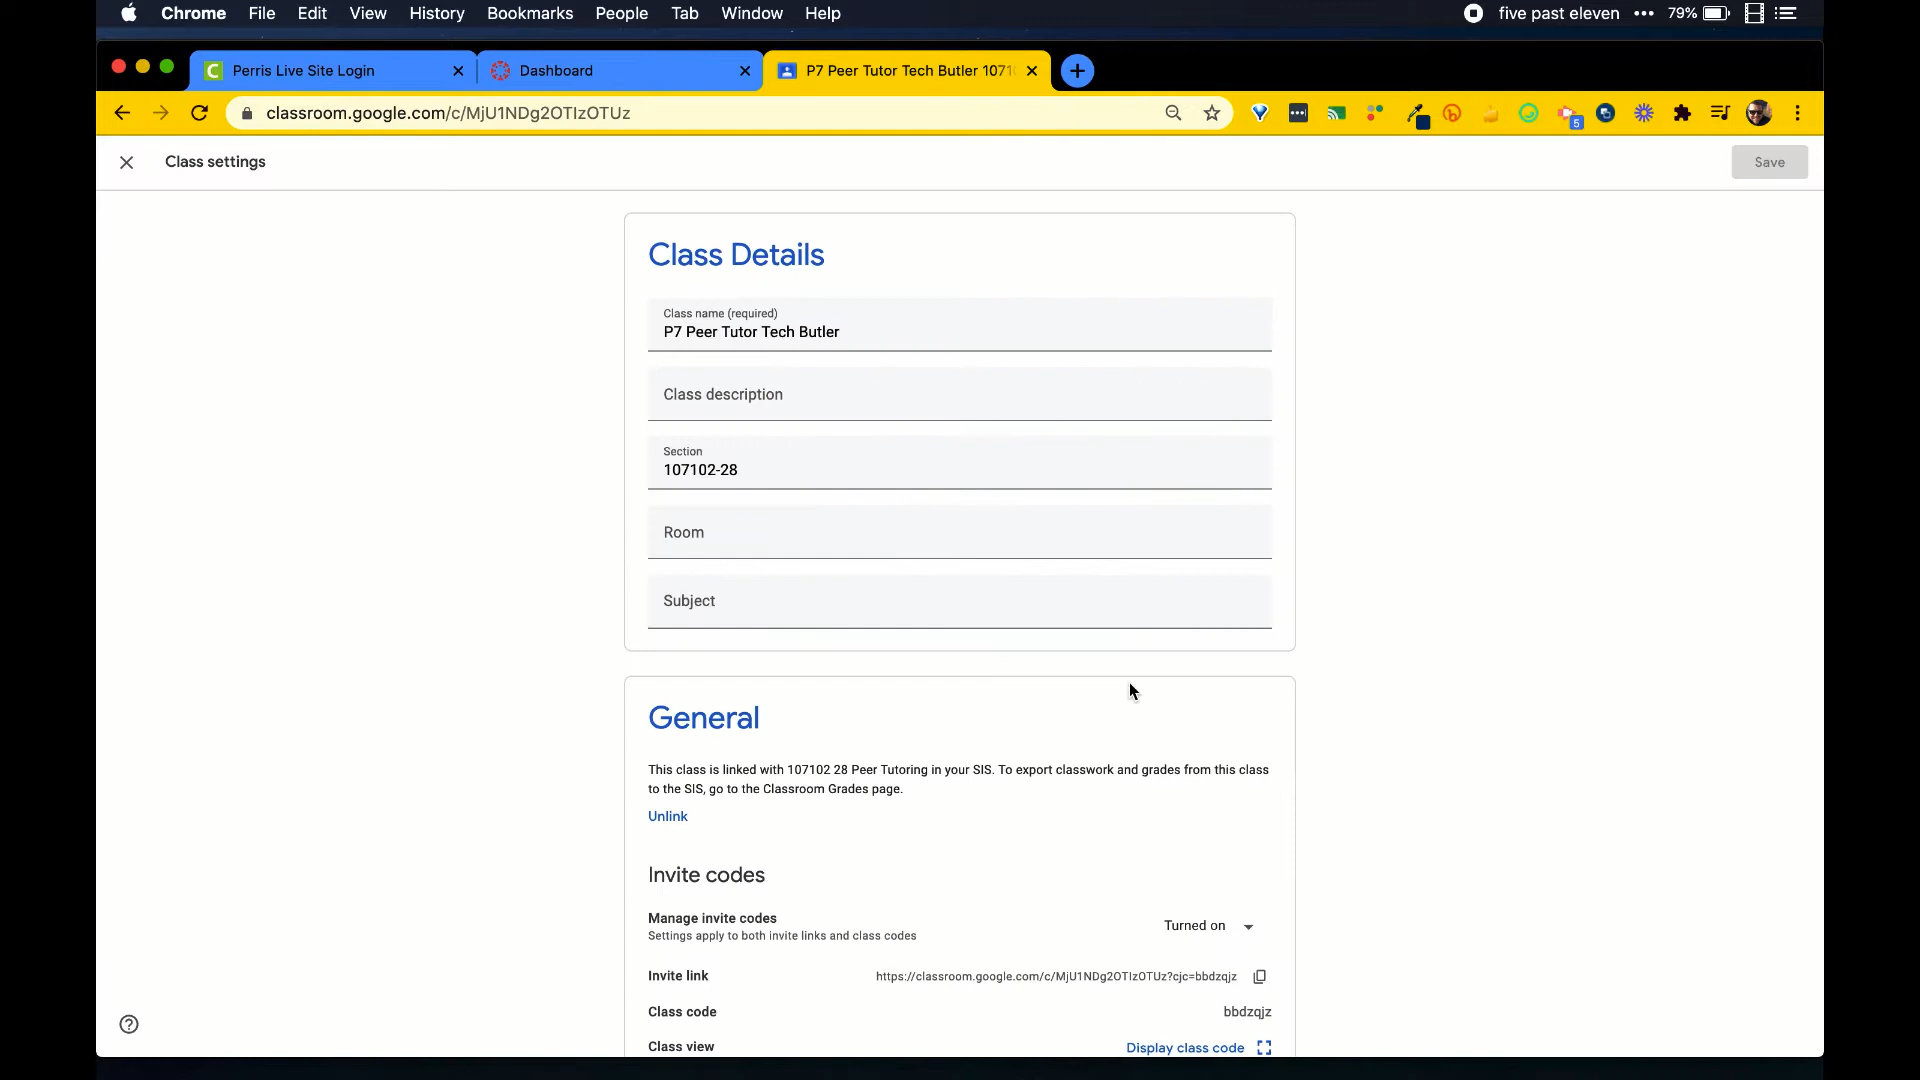 Chrome File Edit View History Bookmarks People Tab Window Help five past eleven 79%
Perris Live Site Login Dashboard P7 Peer Tutor Tech Butler 1071
classroom.google.com/c/MjU1NDg2OTIzOTUz 5
Class settings Save
Class Details
Class name (required)
P7 Peer Tutor Tech Butler
Class description
Section
107102-28
Room
Subject
General
This class is linked with 107102 28 Peer Tutoring in your SIS. To export classwork and grades from this class
to the SIS, go to the Classroom Grades page.
Unlink
Invite codes
Manage invite codes
Turned on
Settings apply to both invite links and class codes
Invite link https://classroom.google.com/c/MjU1NDg2OTIzOTUz?cjc=bbdzqjz
Class code bbdzqjz
Class view Display class code